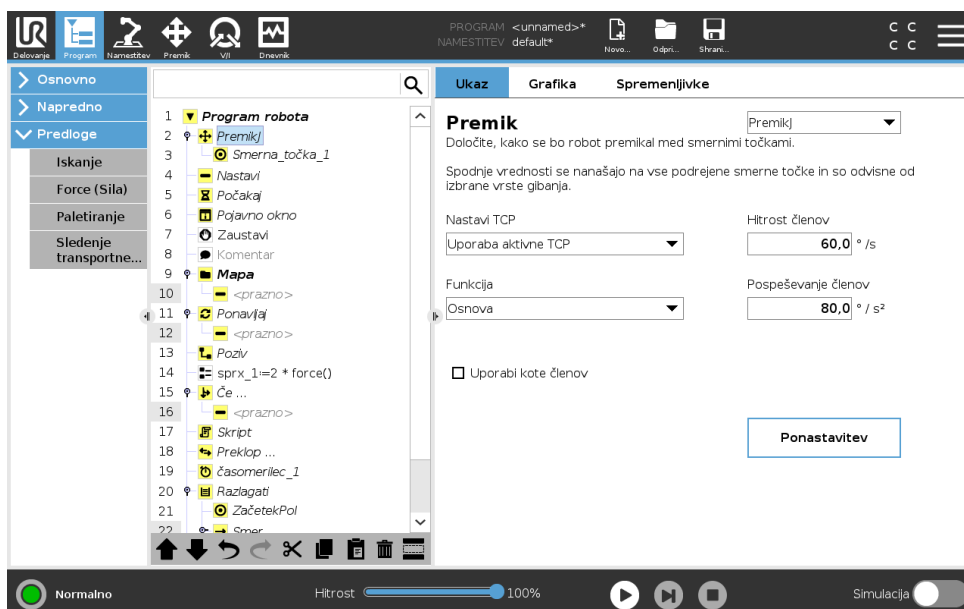 UR
PROGRAM <unnamed>*
NAMESTITEV default*
Delovanje Program Namestitev Premik V/I Dnevnik
Novo... Odpri... Shrani...
C C
C C
Osnovno
Napredno
Predloge
Iskanje
Force (Sila)
Paletiranje
Sledenje
transportne...
1 Program robota
2 PremikJ
3 Smerna_točka_1
4 Nastavi
5 Počakaj
6 Pojavno okno
7 Zaustavi
8 Komentar
9 Mapa
10 <prazno>
11 Ponavljaj
12 <prazno>
13 Poziv
14 sprx_1:=2 * force()
15 Če ...
16 <prazno>
17 Skript
18 Preklop ...
19 časomerilec_1
20 Razlagati
21 ZačetekPol
22 Smer
Ukaz Grafika Spremenljivke
Premik
PremikJ
Določite, kako se bo robot premikal med smernimi točkami.
Spodnje vrednosti se nanašajo na vse podrejene smerne točke in so odvisne od
izbrane vrste gibanja.
Nastavi TCP Hitrost členov
Uporaba aktivne TCP 60,0 ° /s
Funkcija Pospeševanje členov
Osnova 80,0 ° / s²
Uporabi kote členov
Ponastavitev
Normalno Hitrost 100% Simulacija